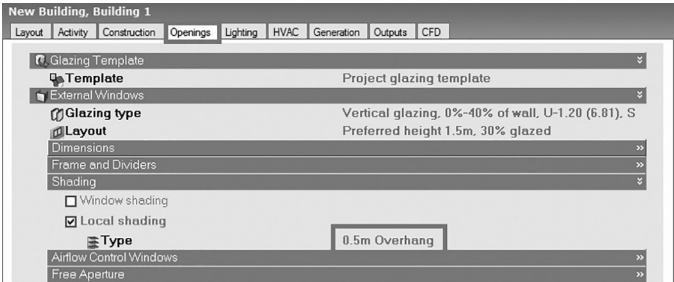 New Building, Building 1
Layout Activity Construction Openings Lighting HVAC Generation Outputs CFD
Glazing Template
Template Project glazing template
External Windows
Glazing type Vertical glazing, 0%-40% of wall, U-1.20 (6.81), S
Layout Preferred height 1.5m, 30% glazed
Dimensions
Frame and Dividers
Shading
Window shading
Local shading
Type 0.5m Overhang
Airflow Control Windows
Free Aperture